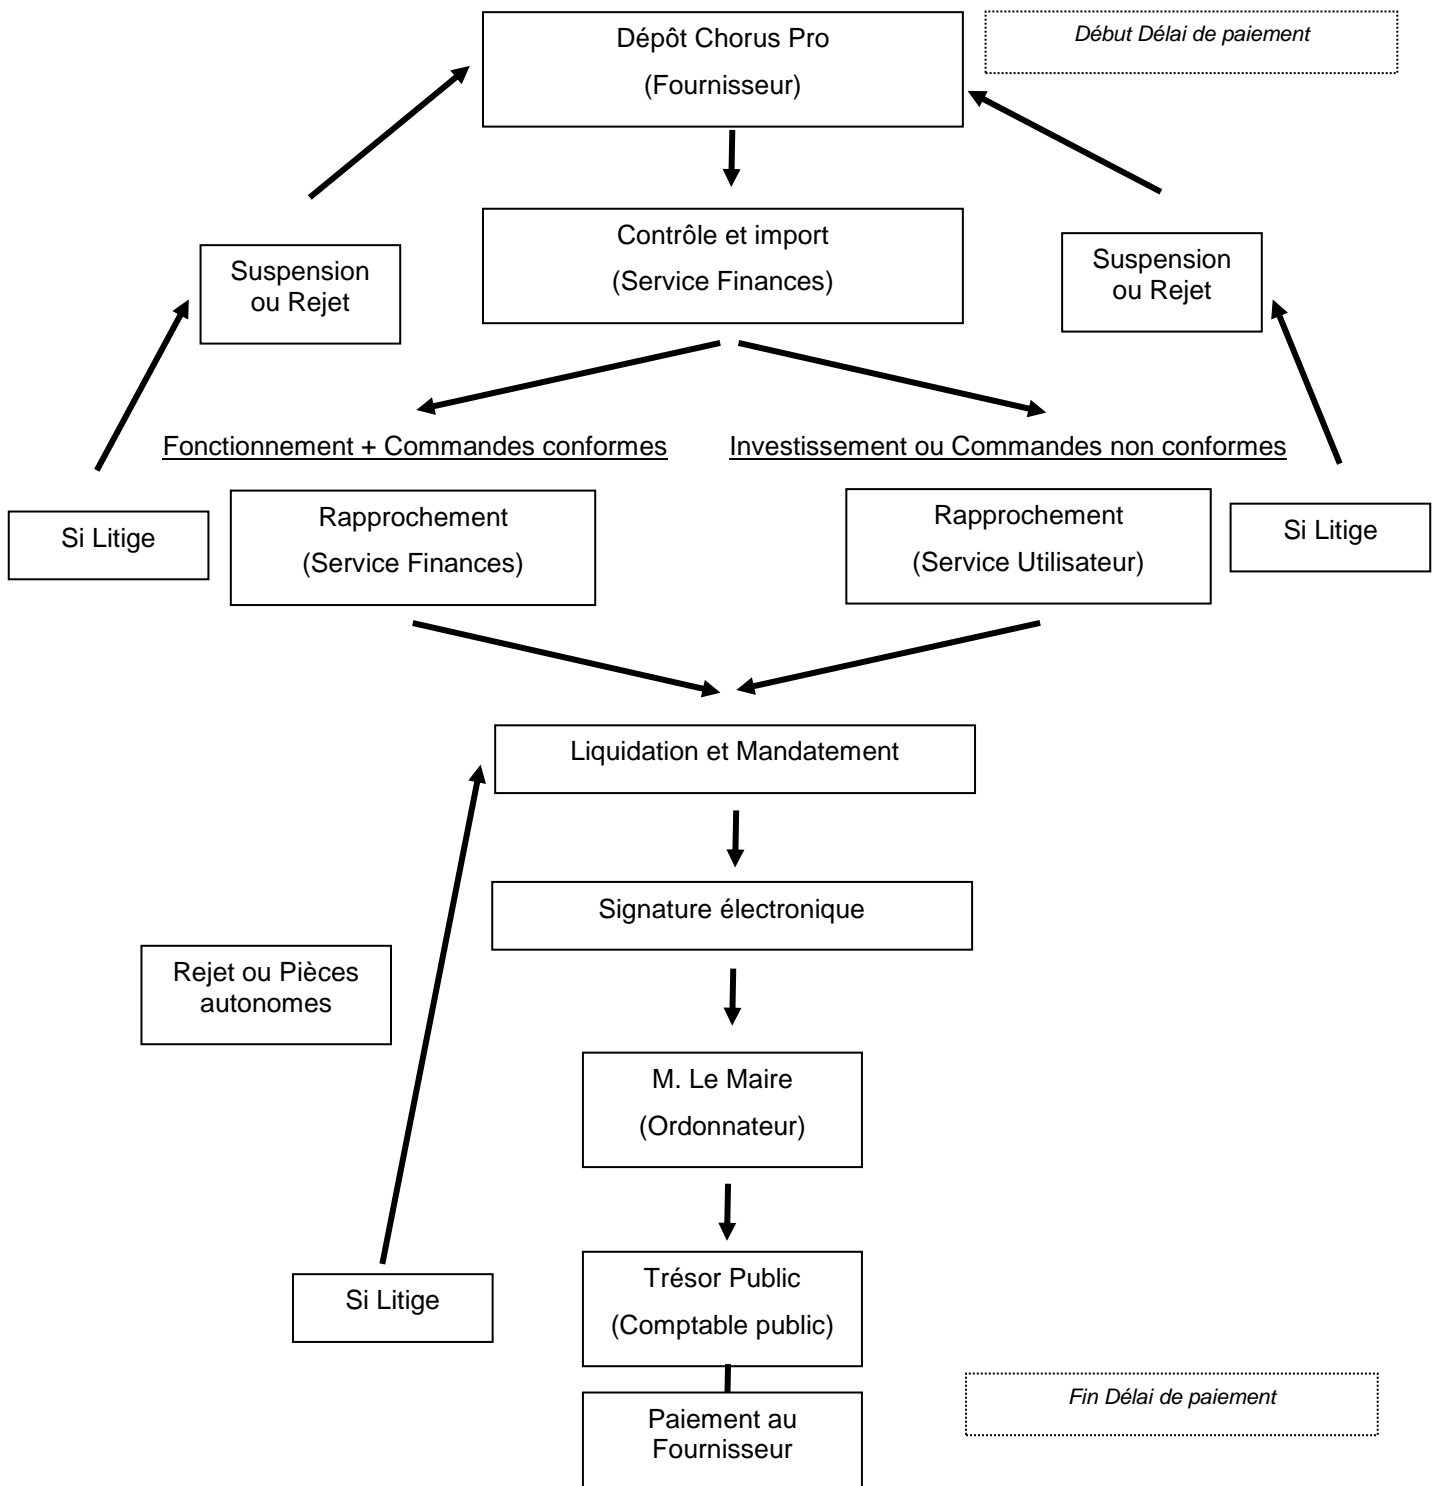 Dépôt Chorus Pro
(Fournisseur)
Début Délai de paiement
Contrôle et import
(Service Finances)
Suspension
ou Rejet
Suspension
ou Rejet
Fonctionnement + Commandes conformes
Investissement ou Commandes non conformes
Si Litige
Rapprochement
(Service Finances)
Rapprochement
(Service Utilisateur)
Si Litige
Liquidation et Mandatement
Signature électronique
Rejet ou Pièces
autonomes
M. Le Maire
(Ordonnateur)
Si Litige
Trésor Public
(Comptable public)
Paiement au
Fournisseur
Fin Délai de paiement